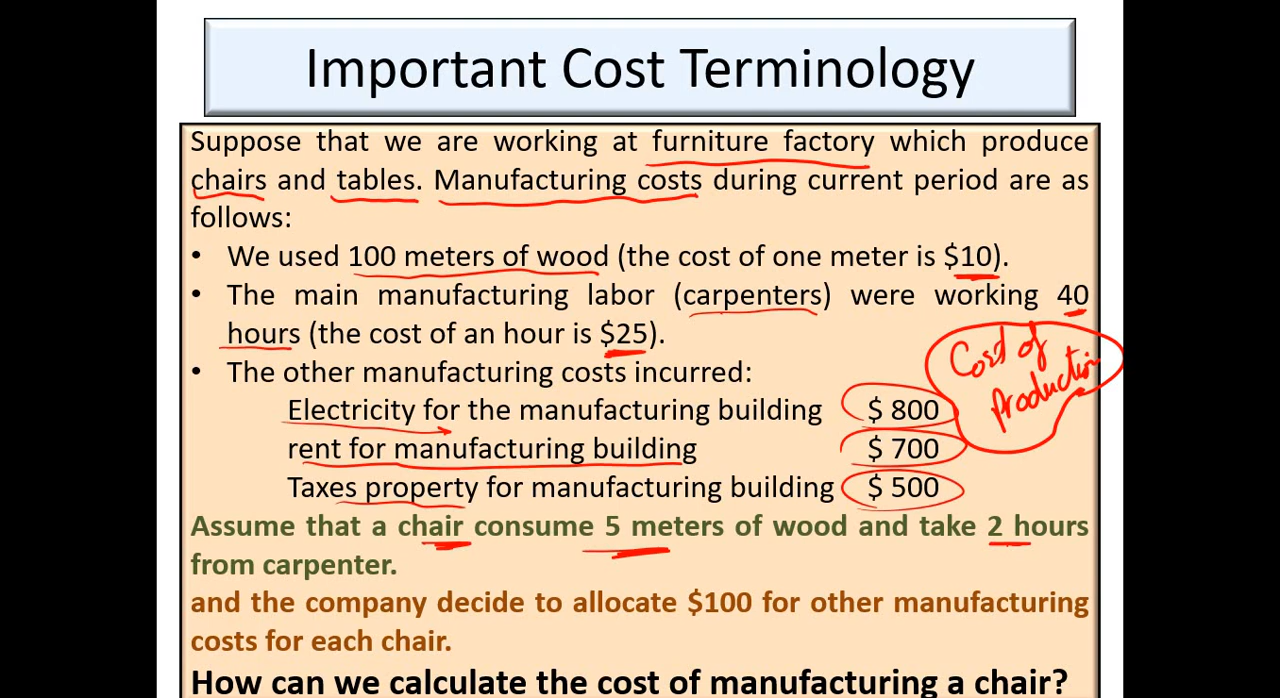 Important Cost Terminology
Suppose that we are working at furniture factory which produce
chairs and tables. Manufacturing costs during current period are as
follows:
• We used 100 meters of wood (the cost of one meter is $10).
• The main manufacturing labor (carpenters) were working 40
hours (the cost of an hour is $25).
• The other manufacturing costs incurred:
Electricity for the manufacturing building $ 800
rent for manufacturing building $ 700
Taxes property for manufacturing building $ 500
Cost of
Production
Assume that a chair consume 5 meters of wood and take 2 hours
from carpenter.
and the company decide to allocate $100 for other manufacturing
costs for each chair.
How can we calculate the cost of manufacturing a chair?